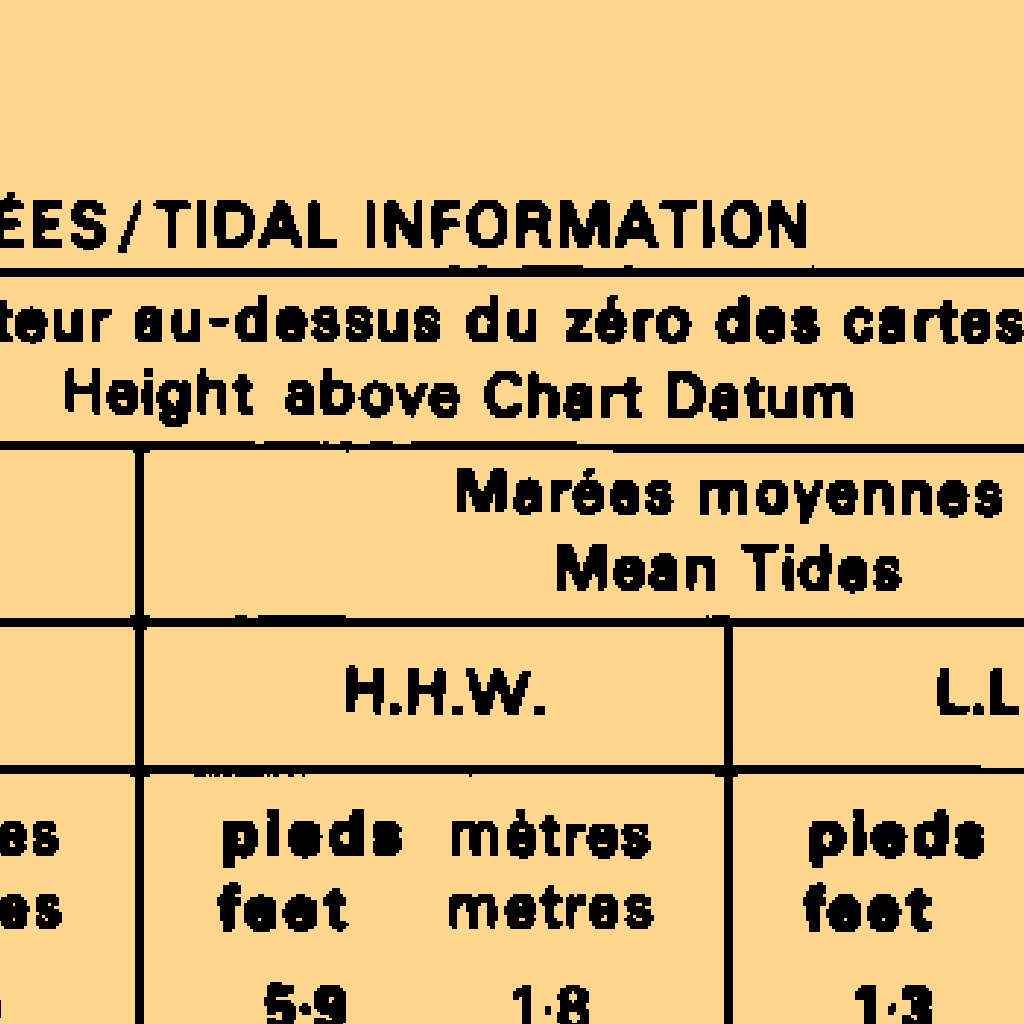 ÉES / TIDAL INFORMATION
teur au-dessus du zéro des cartes
Height above Chart Datum
Marées moyennes
Mean Tides
H.H.W. L.L
es pieds mètres pieds
es feet metres feet
5·9 1·8 1·3